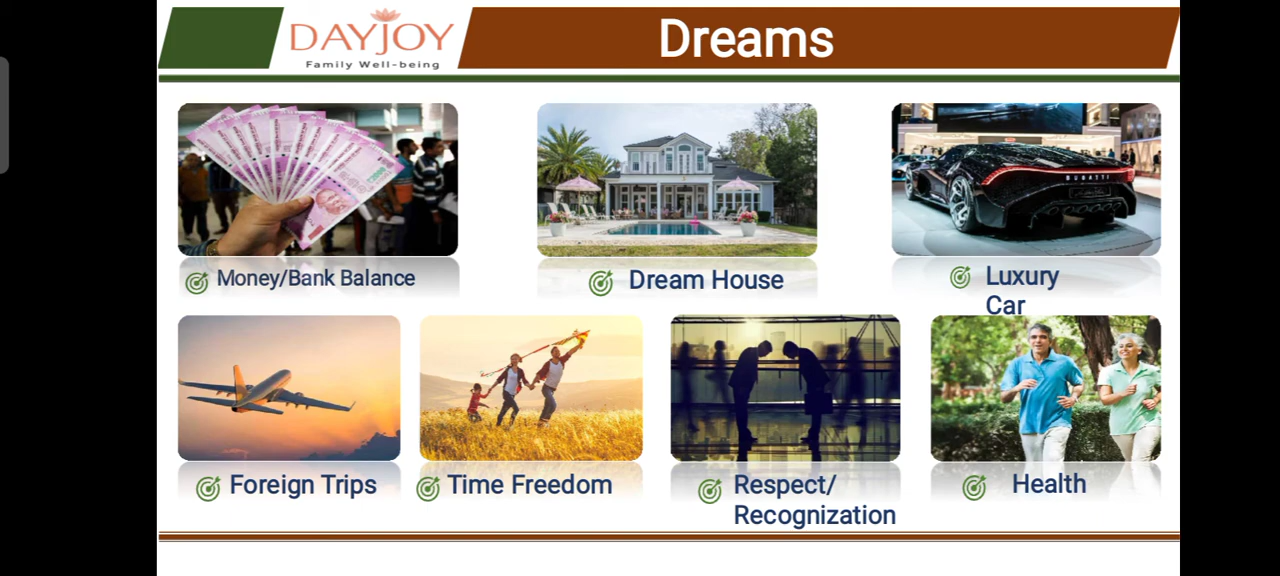 DAYJOY
Family Well-being
Dreams
BUGATTI
Money/Bank Balance
Dream House
Luxury
Car
Foreign Trips
Time Freedom
Respect/
Recognization
Health